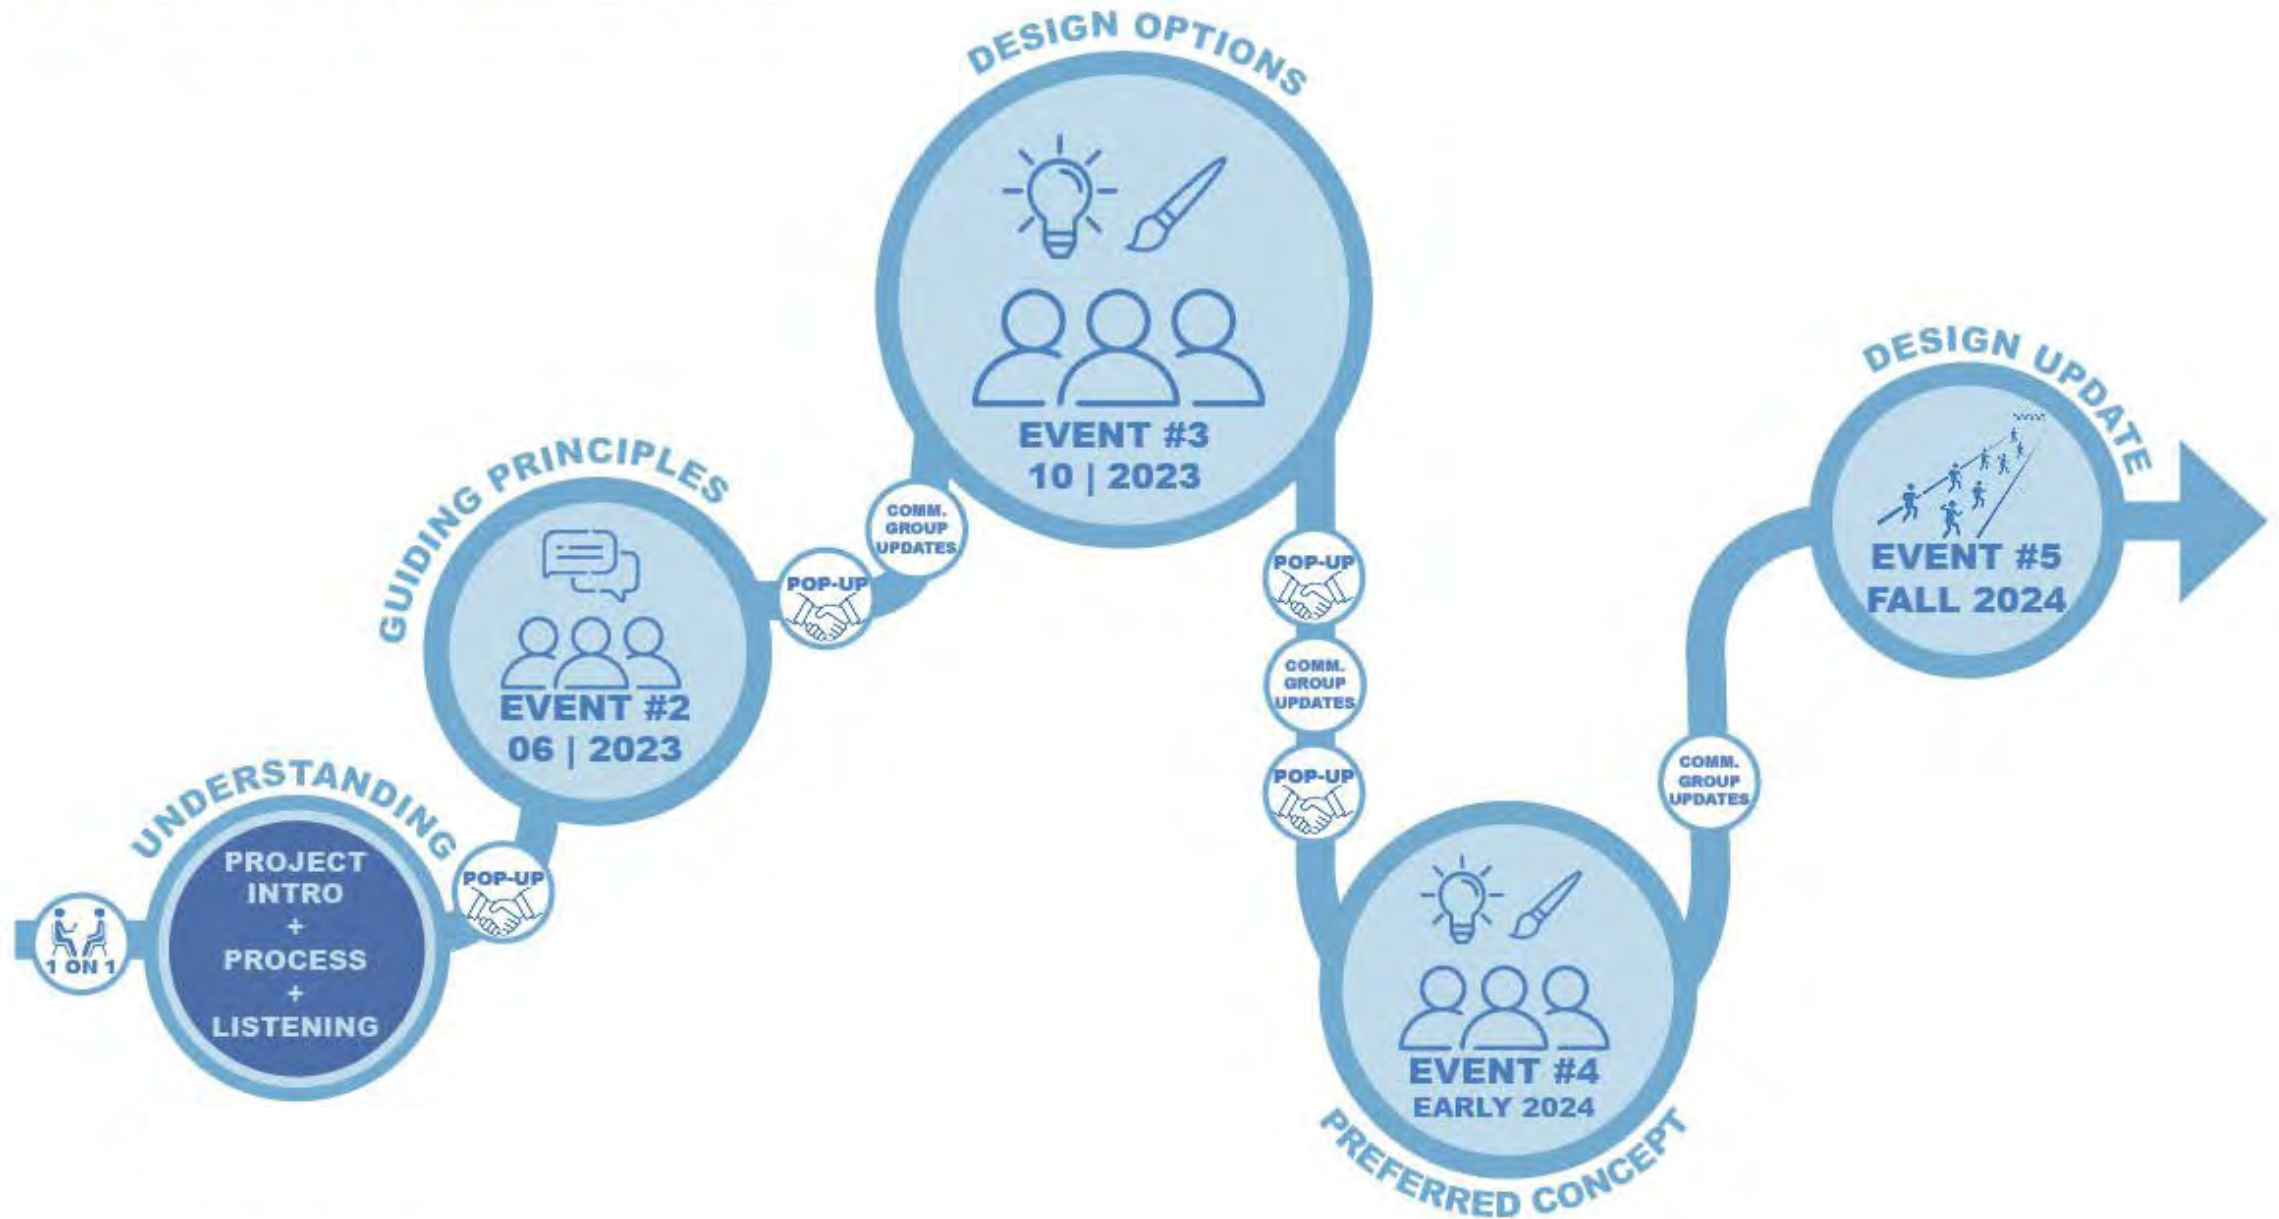 1 ON 1
UNDERSTANDING
PROJECT
INTRO
+
PROCESS
+
LISTENING
POP-UP
GUIDING PRINCIPLES
EVENT #2
06 | 2023
POP-UP
COMM.
GROUP
UPDATES
DESIGN OPTIONS
EVENT #3
10 | 2023
POP-UP
COMM.
GROUP
UPDATES
POP-UP
EVENT #4
EARLY 2024
PREFERRED CONCEPT
COMM.
GROUP
UPDATES
DESIGN UPDATE
EVENT #5
FALL 2024